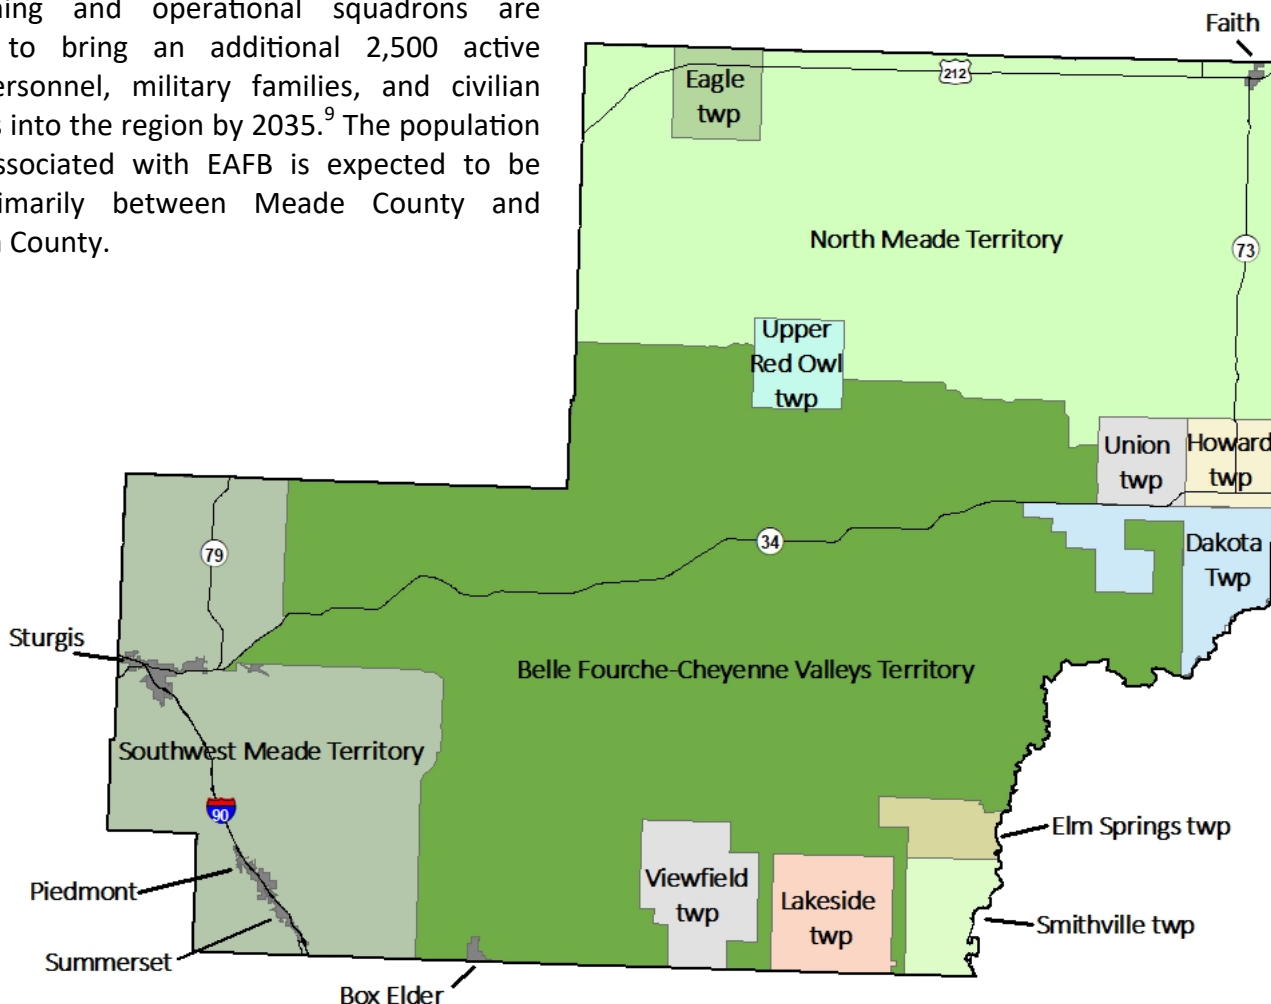 and operational squadrons are
to bring an additional 2,500 active
military families, and civilian
into the region by 2035.⁹ The population
associated with EAFB is expected to be
between Meade County and
County.
Faith
Eagle
twp
212
North Meade Territory
73
Upper
Red Owl
twp
Union
twp
Howard
twp
79
34
Dakota
Twp
Sturgis
Belle Fourche-Cheyenne Valleys Territory
Southwest Meade Territory
90
Elm Springs twp
Piedmont
Viewfield
twp
Lakeside
twp
Smithville twp
Summerset
Box Elder